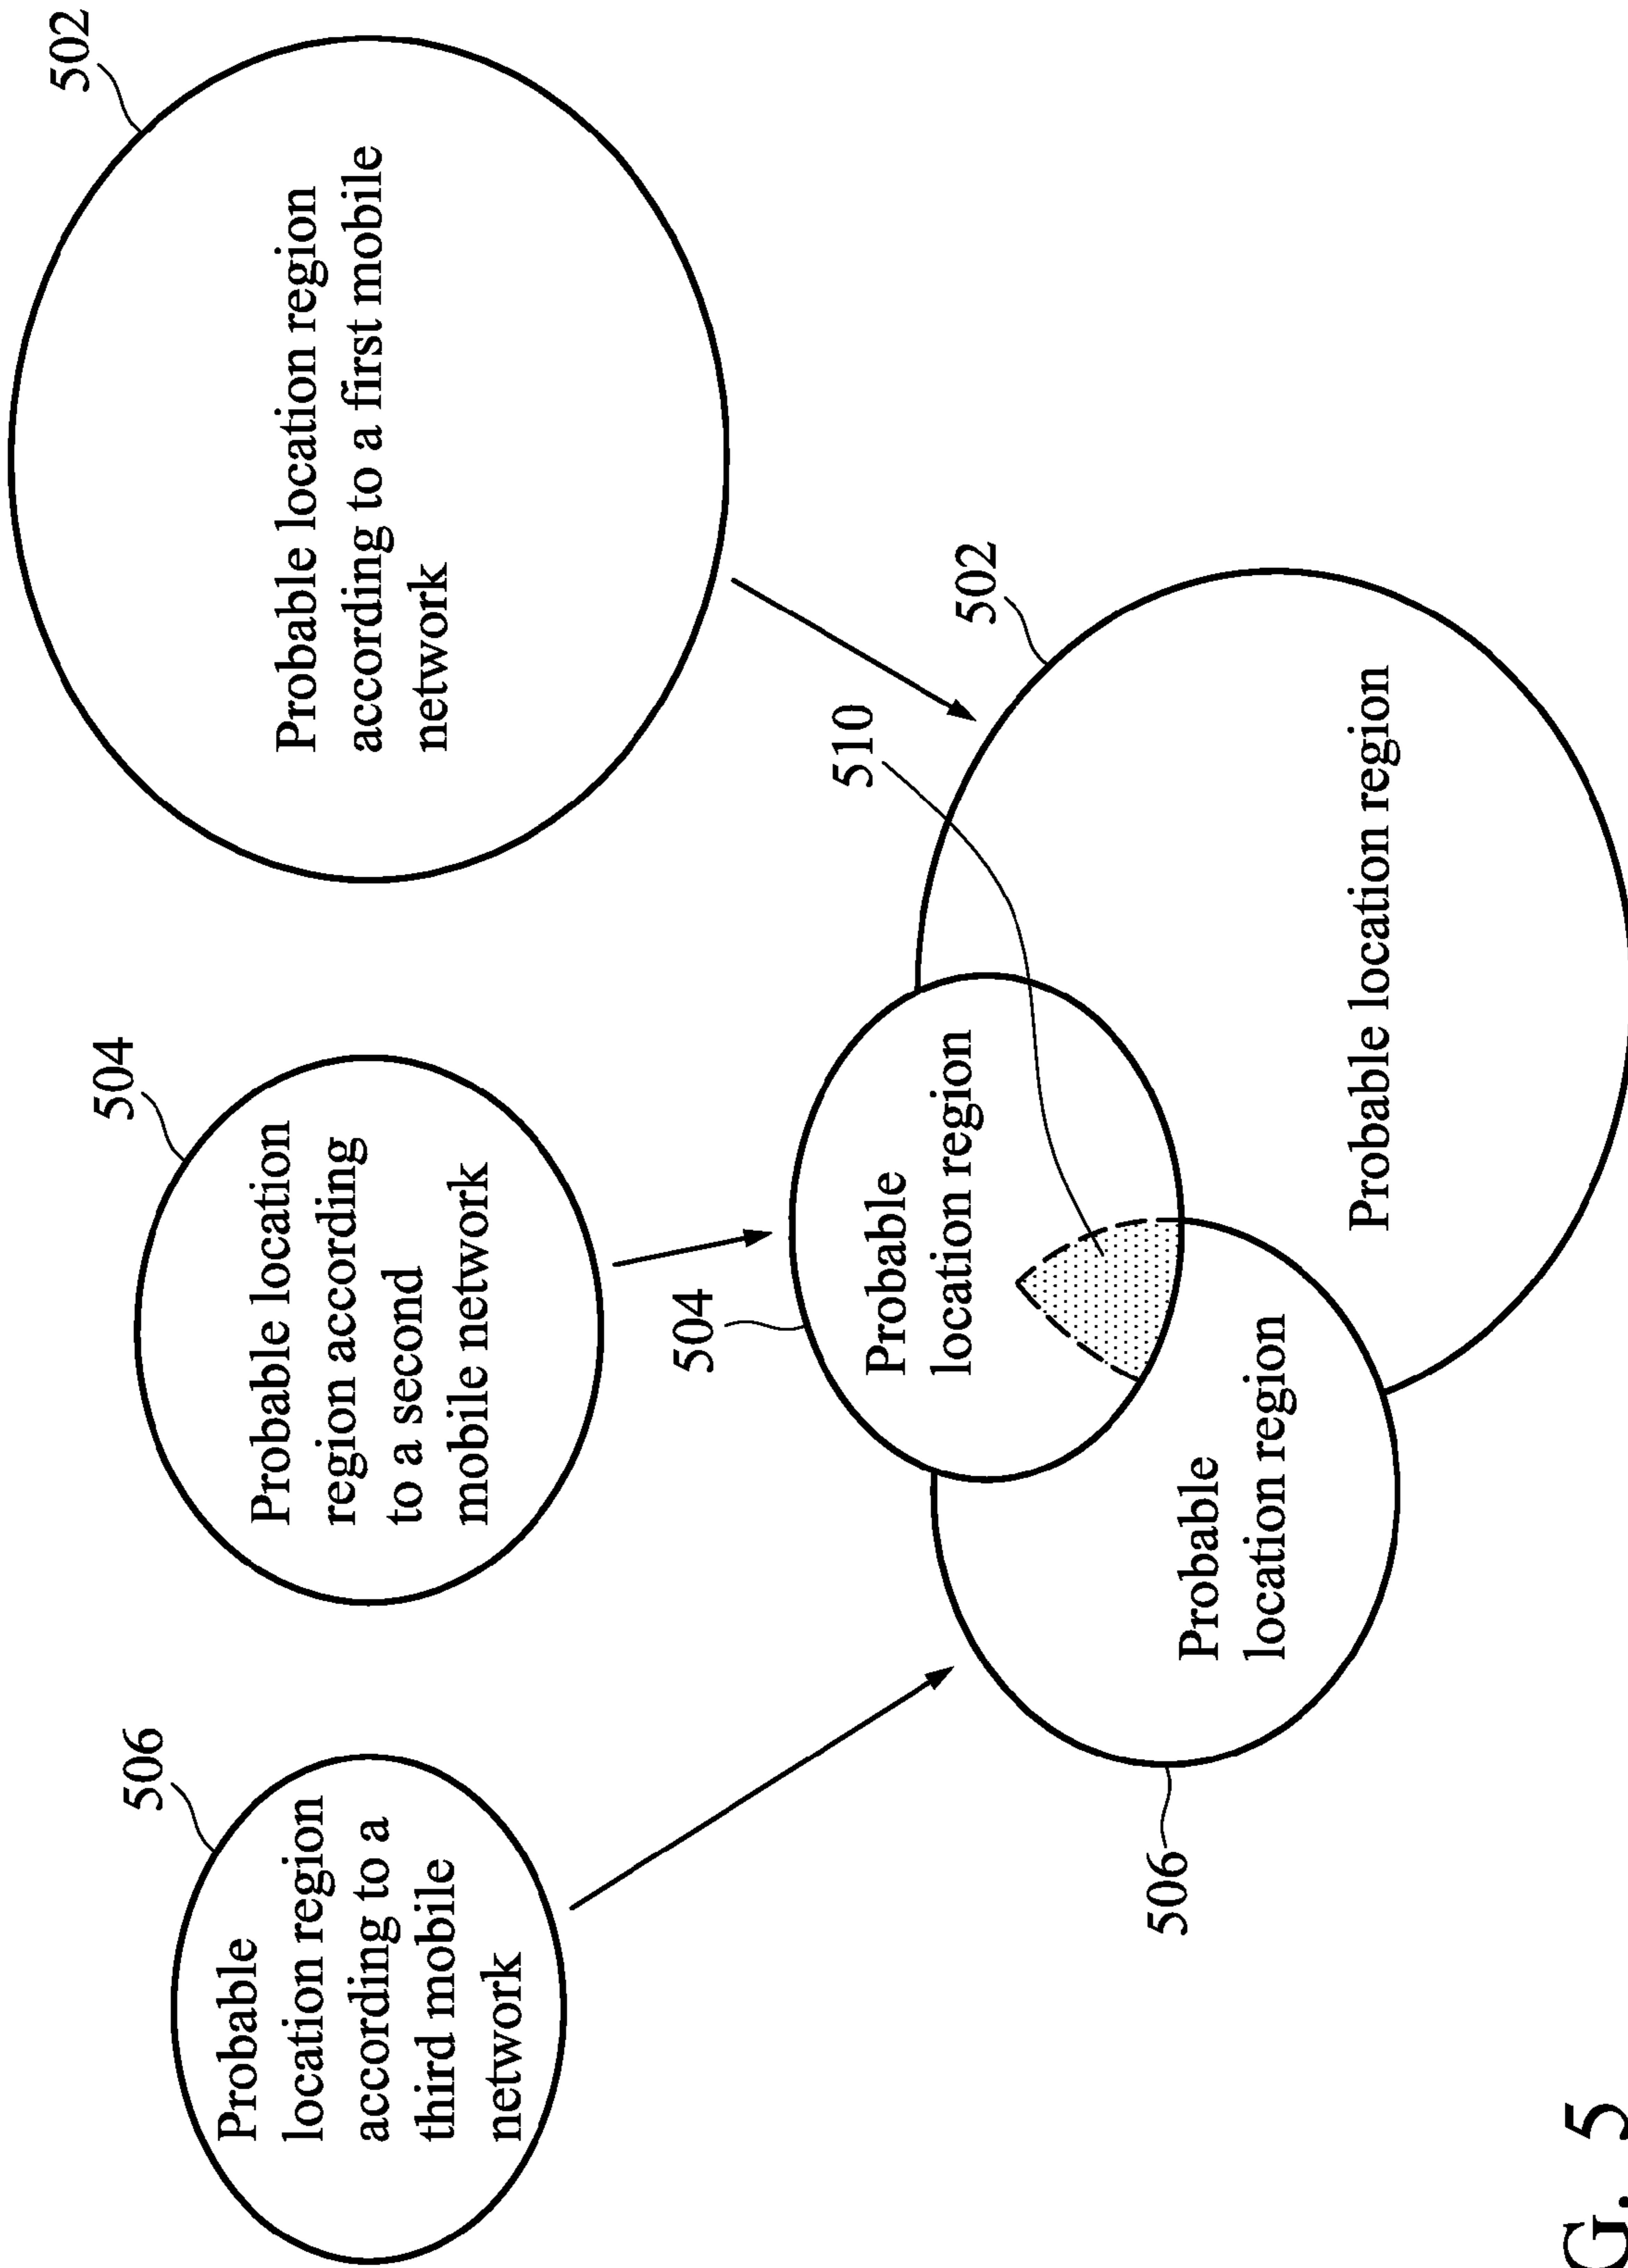 506
Probable
location region
according to a
third mobile
network
504
Probable location
region according
to a second
mobile network
502
Probable location region
according to a first mobile
network
504
Probable
location region
510
502
506
Probable
location region
Probable location region
G. 5